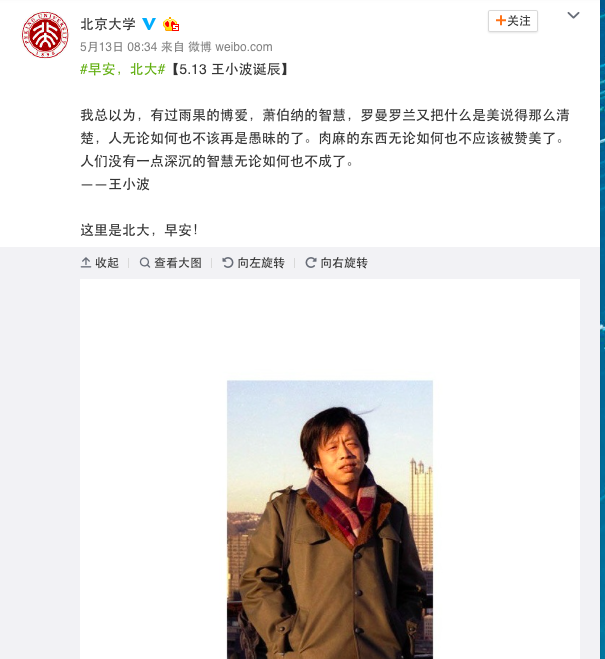 北京大学
+关注
5月13日 08:34 来自 微博 weibo.com
#早安，北大#【5.13 王小波诞辰】
我总以为，有过雨果的博爱，萧伯纳的智慧，罗曼罗兰又把什么是美说得那么清
楚，人无论如何也不该再是愚昧的了。肉麻的东西无论如何也不应该被赞美了。
人们没有一点深沉的智慧无论如何也不成了。
——王小波
这里是北大，早安！
收起 查看大图 向左旋转 向右旋转